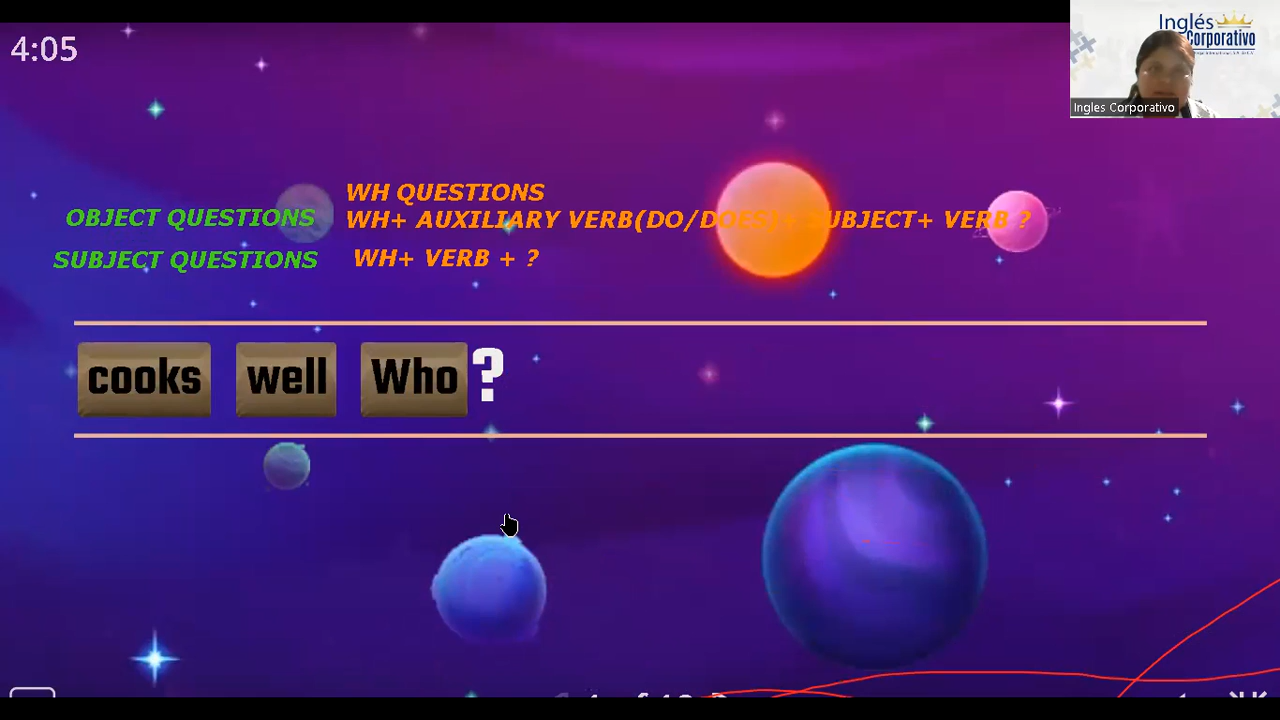 4:05
Inglés
Corporativo
Ingles Corporativo
WH QUESTIONS
OBJECT QUESTIONS WH+ AUXILIARY VERB(DO/DOES)+ SUBJECT+ VERB ?
SUBJECT QUESTIONS WH+ VERB + ?
cooks well Who ?